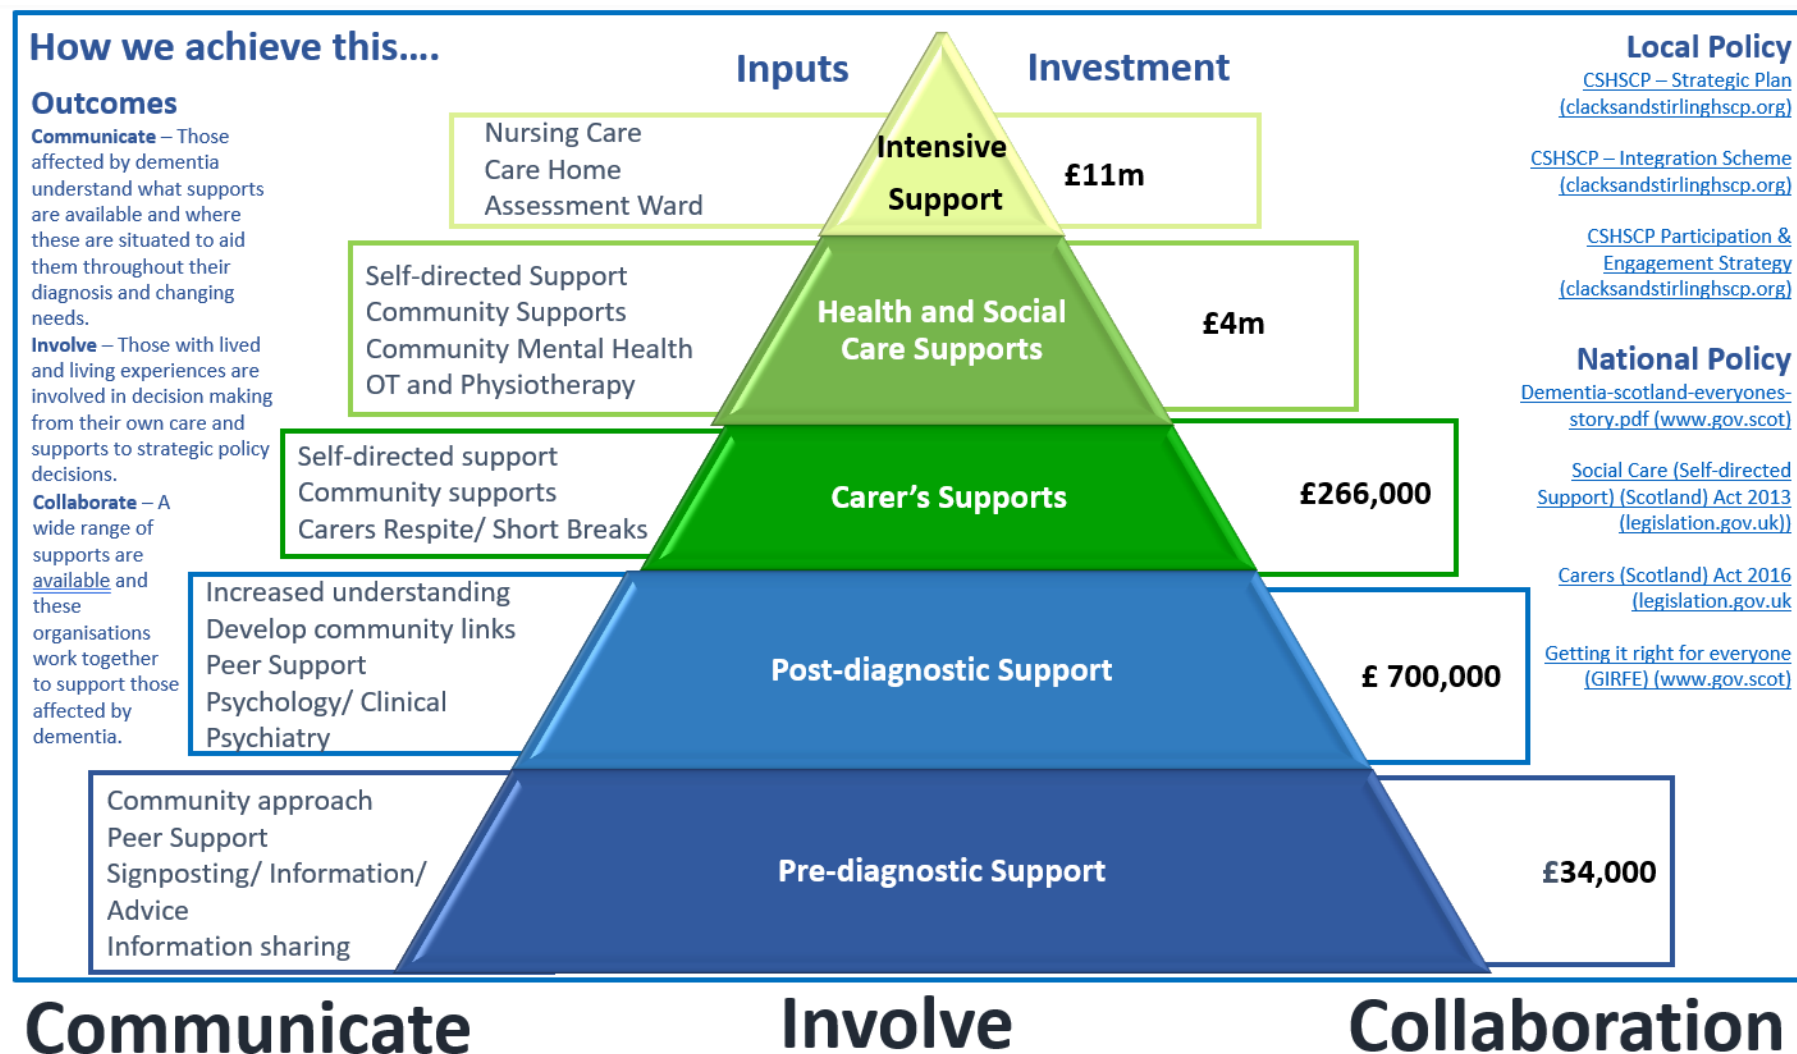 How we achieve this....
Outcomes
Communicate – Those
affected by dementia
understand what supports
are available and where
these are situated to aid
them throughout their
diagnosis and changing
needs.
Involve – Those with lived
and living experiences are
involved in decision making
from their own care and
supports to strategic policy
decisions.
Collaborate – A
wide range of
supports are
available and
these
organisations
work together
to support those
affected by
dementia.
Inputs
Investment
Nursing Care
Care Home
Assessment Ward
Intensive
Support
£11m
Self-directed Support
Community Supports
Community Mental Health
OT and Physiotherapy
Health and Social
Care Supports
£4m
Self-directed support
Community supports
Carers Respite/ Short Breaks
Carer’s Supports
£266,000
Increased understanding
Develop community links
Peer Support
Psychology/ Clinical
Psychiatry
Post-diagnostic Support
£ 700,000
Community approach
Peer Support
Signposting/ Information/
Advice
Information sharing
Pre-diagnostic Support
£34,000
Local Policy
CSHSCP – Strategic Plan
(clacksandstirlinghscp.org)
CSHSCP – Integration Scheme
(clacksandstirlinghscp.org)
CSHSCP Participation &
Engagement Strategy
(clacksandstirlinghscp.org)
National Policy
Dementia-scotland-everyones-
story.pdf (www.gov.scot)
Social Care (Self-directed
Support) (Scotland) Act 2013
(legislation.gov.uk))
Carers (Scotland) Act 2016
(legislation.gov.uk
Getting it right for everyone
(GIRFE) (www.gov.scot)
Communicate
Involve
Collaboration